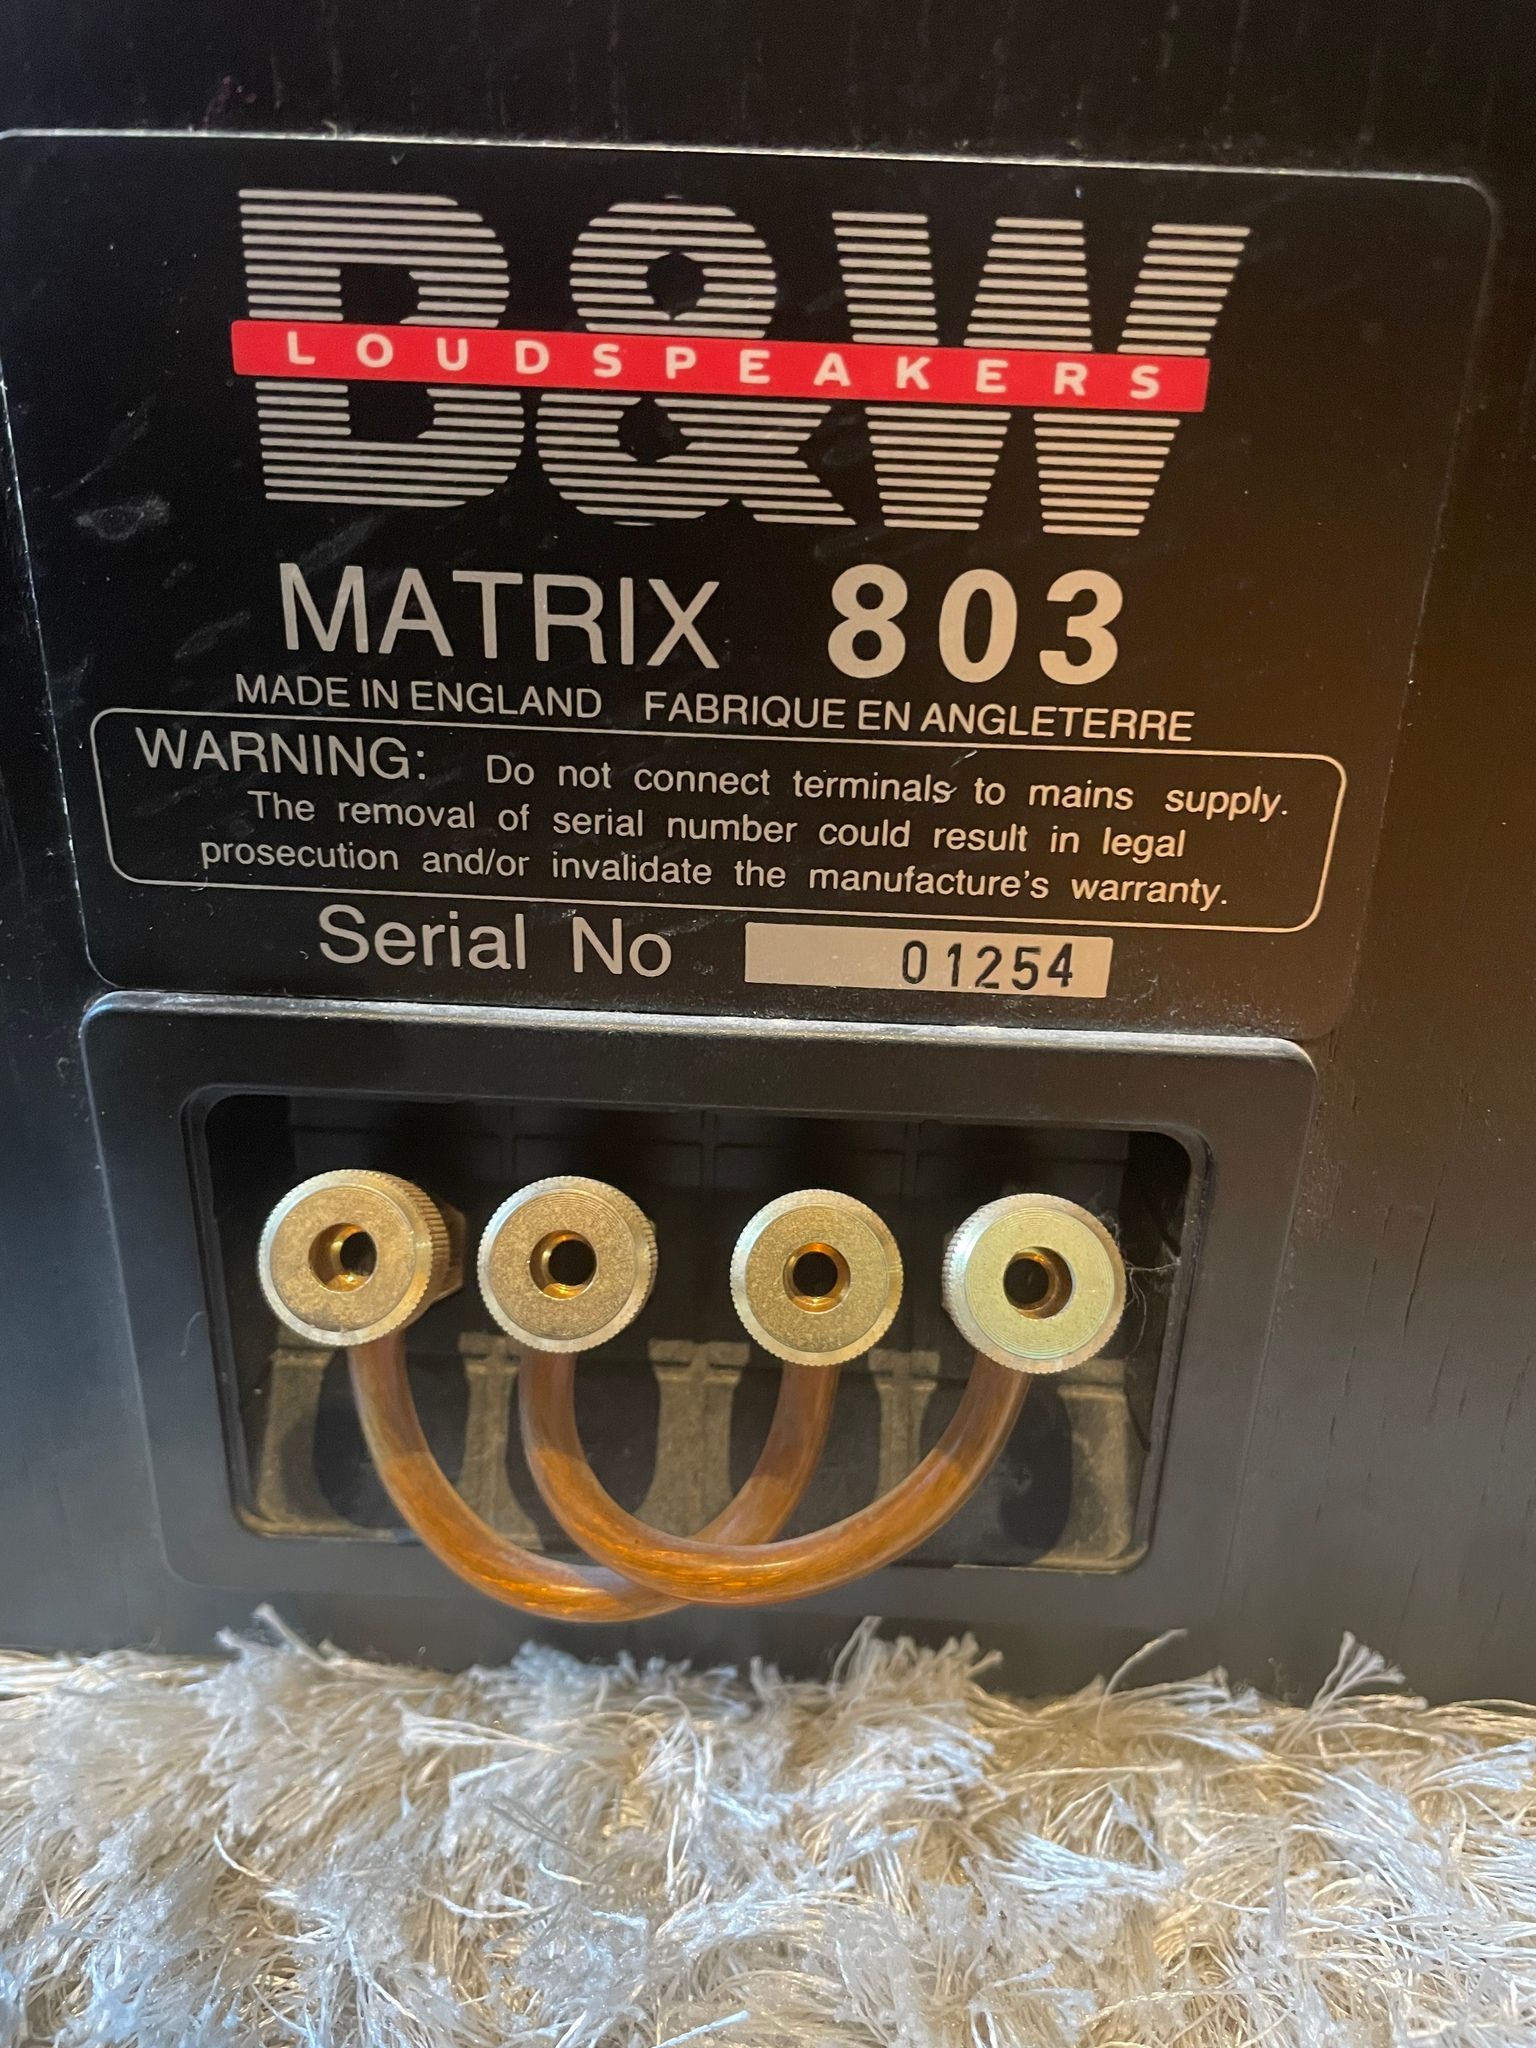 B&W
LOUDSPEAKERS
MATRIX 803
MADE IN ENGLAND FABRIQUE EN ANGLETERRE
WARNING: Do not connect terminals to mains supply.
The removal of serial number could result in legal
prosecution and/or invalidate the manufacture's warranty.
Serial No 01254